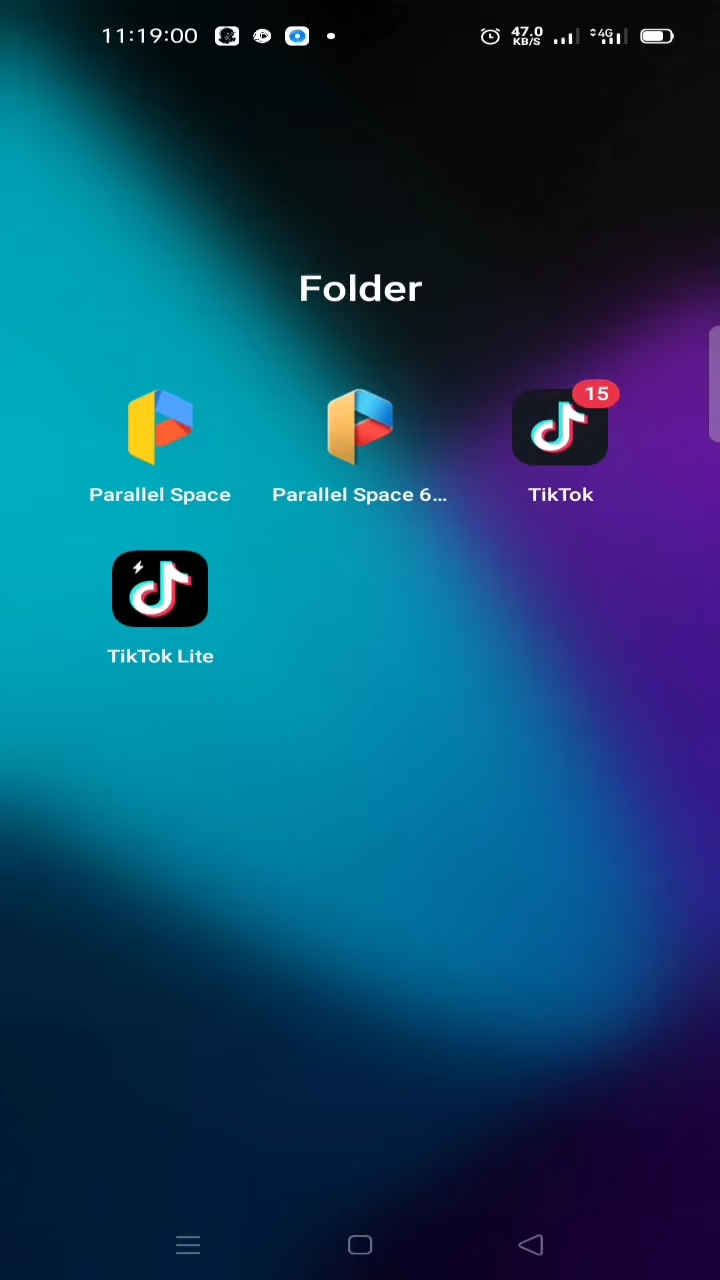 11:19:00 47.0 KB/S 4G
Folder
15
Parallel Space Parallel Space 6... TikTok
TikTok Lite